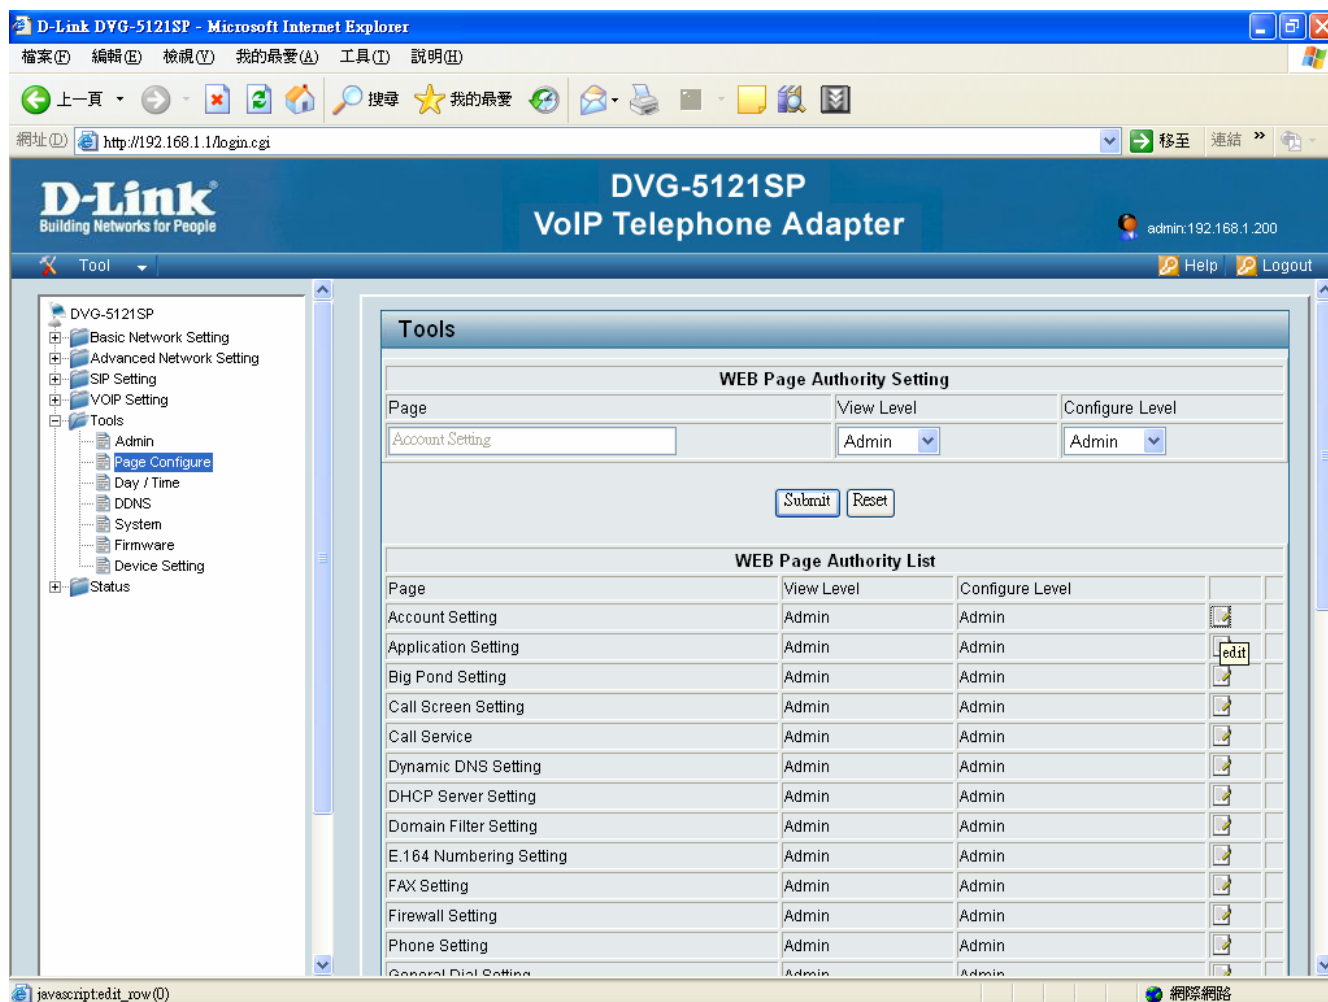 D-Link DVG-5121SP - Microsoft Internet Explorer
檔案(F) 編輯(E) 檢視(V) 我的最愛(A) 工具(T) 說明(H)
上一頁 搜尋 我的最愛
網址(D) http://192.168.1.1/login.cgi 移至 連結 »
D-Link
Building Networks for People
DVG-5121SP
VoIP Telephone Adapter
admin:192.168.1.200
Tool Help Logout
DVG-5121SP
Basic Network Setting
Advanced Network Setting
SIP Setting
VOIP Setting
Tools
Admin
Page Configure
Day / Time
DDNS
System
Firmware
Device Setting
Status
Tools
WEB Page Authority Setting
Page View Level Configure Level
Account Setting Admin Admin
Submit Reset
WEB Page Authority List
Page View Level Configure Level
Account Setting Admin Admin
Application Setting Admin Admin
edit
Big Pond Setting Admin Admin
Call Screen Setting Admin Admin
Call Service Admin Admin
Dynamic DNS Setting Admin Admin
DHCP Server Setting Admin Admin
Domain Filter Setting Admin Admin
E.164 Numbering Setting Admin Admin
FAX Setting Admin Admin
Firewall Setting Admin Admin
Phone Setting Admin Admin
General Dial Setting Admin Admin
javascript:edit_row(0) 網際網路